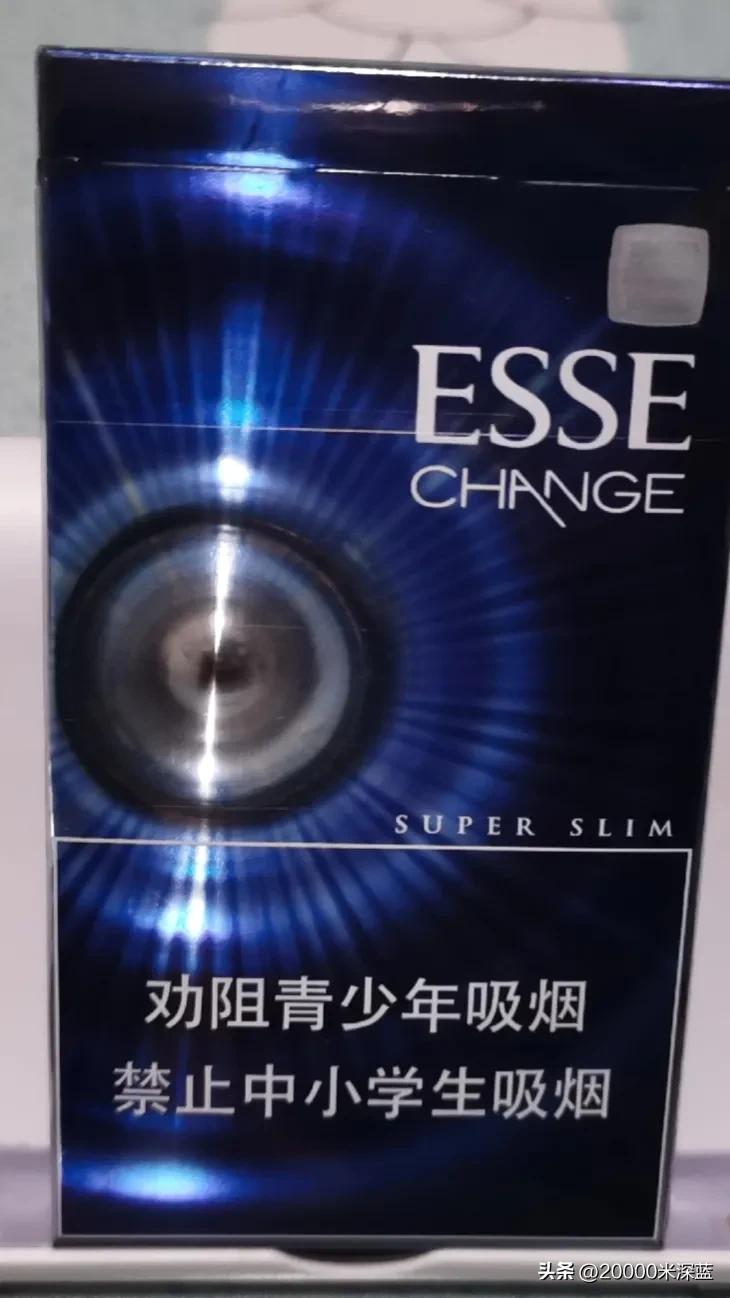 ESSE
CHANGE
SUPER SLIM
劝阻青少年吸烟
禁止中小学生吸烟
头条 @20000米深蓝